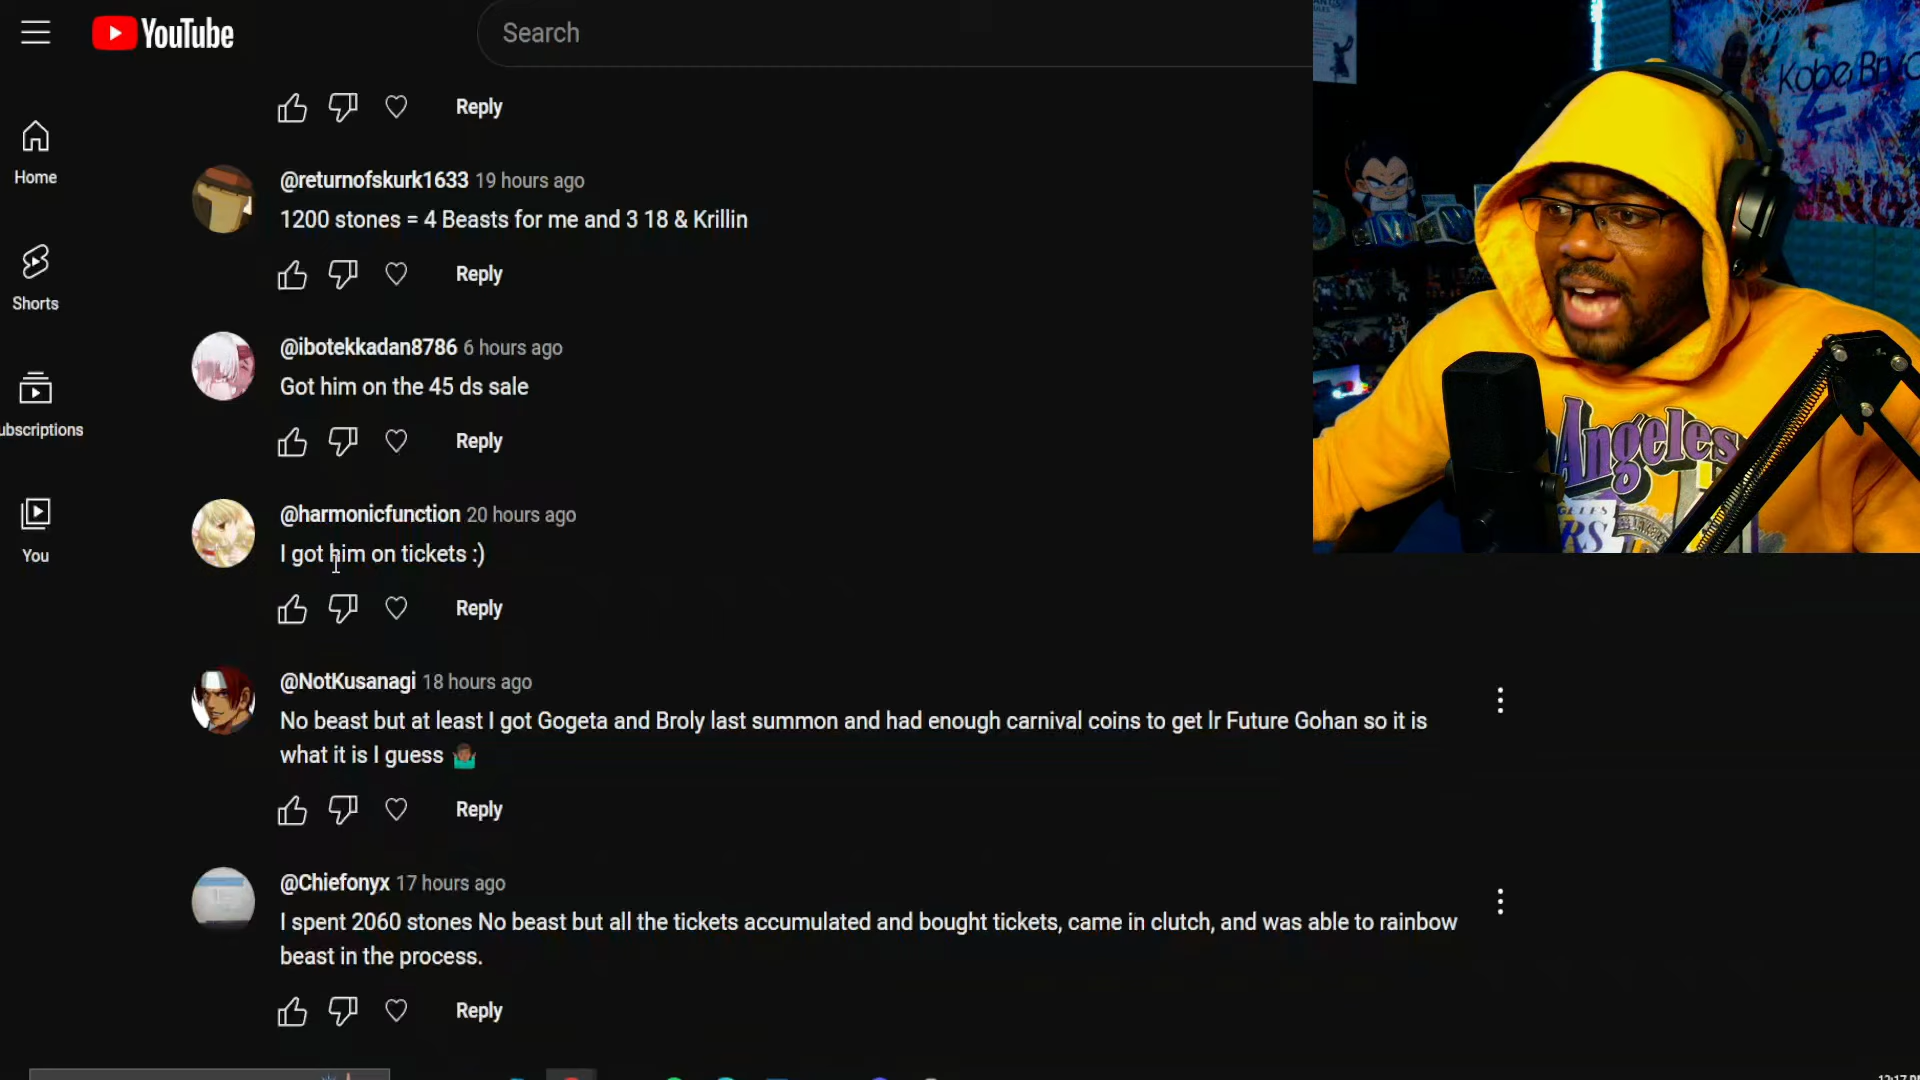 YouTube
Search
Kobe Bry
Reply
Home
@returnofskurk1633 19 hours ago
1200 stones = 4 Beasts for me and 3 18 & Krillin
Reply
Shorts
@ibotekkadan8786 6 hours ago
Got him on the 45 ds sale
ubscriptions
Reply
Angeles
@harmonicfunction 20 hours ago
I got him on tickets :)
You
Reply
@NotKusanagi 18 hours ago
No beast but at least I got Gogeta and Broly last summon and had enough carnival coins to get lr Future Gohan so it is
what it is I guess 🤷🏾‍♂️
Reply
@Chiefonyx 17 hours ago
I spent 2060 stones No beast but all the tickets accumulated and bought tickets, came in clutch, and was able to rainbow
beast in the process.
Reply